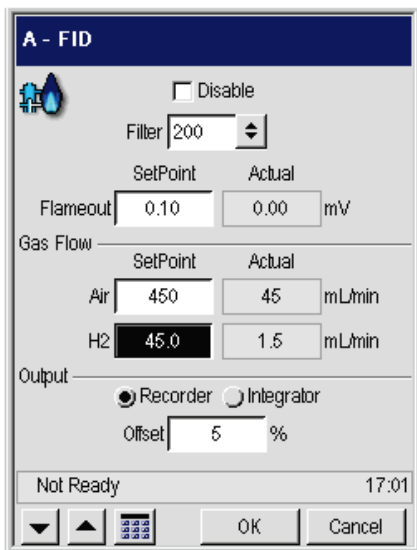 A - FID
Disable
Filter 200
SetPoint Actual
Flameout 0.10 0.00 mV
Gas Flow
SetPoint Actual
Air 450 45 mL/min
H2 45.0 1.5 mL/min
Output
Recorder Integrator
Offset 5 %
Not Ready 17:01
OK Cancel